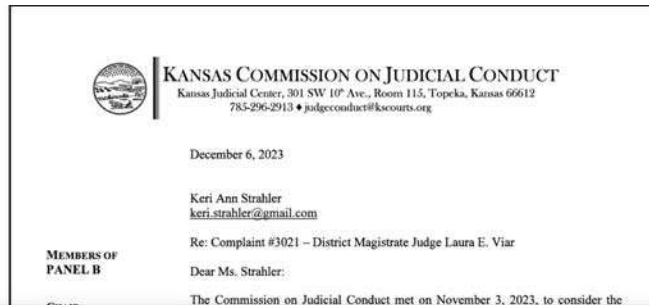 KANSAS COMMISSION ON JUDICIAL CONDUCT
Kansas Judicial Center, 301 SW 10th Ave., Room 115, Topeka, Kansas 66612
785-296-2913 ♦ judgeconduct@kscourts.org
December 6, 2023
Keri Ann Strahler
keri.strahler@gmail.com
Re: Complaint #3021 – District Magistrate Judge Laura E. Viar
MEMBERS OF
PANEL B
Dear Ms. Strahler:
The Commission on Judicial Conduct met on November 3, 2023, to consider the